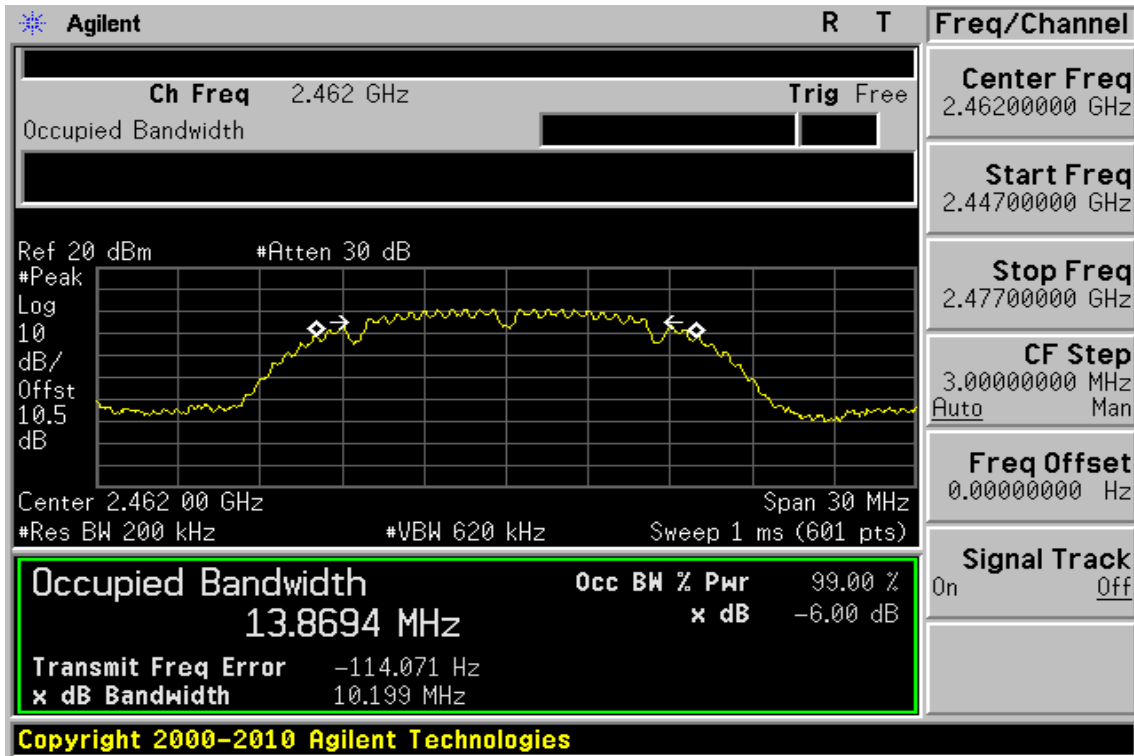 Agilent R T
Freq/Channel
Ch Freq 2.462 GHz Trig Free
Occupied Bandwidth
Center Freq
2.46200000 GHz
Start Freq
2.44700000 GHz
Stop Freq
2.47700000 GHz
CF Step
3.00000000 MHz
Auto Man
Freq Offset
0.00000000 Hz
Signal Track
On Off
Ref 20 dBm #Atten 30 dB
#Peak
Log
10
dB/
Offst
10.5
dB
Center 2.462 00 GHz Span 30 MHz
#Res BW 200 kHz #VBW 620 kHz Sweep 1 ms (601 pts)
Occupied Bandwidth Occ BW % Pwr 99.00 %
13.8694 MHz x dB -6.00 dB
Transmit Freq Error -114.071 Hz
x dB Bandwidth 10.199 MHz
Copyright 2000-2010 Agilent Technologies